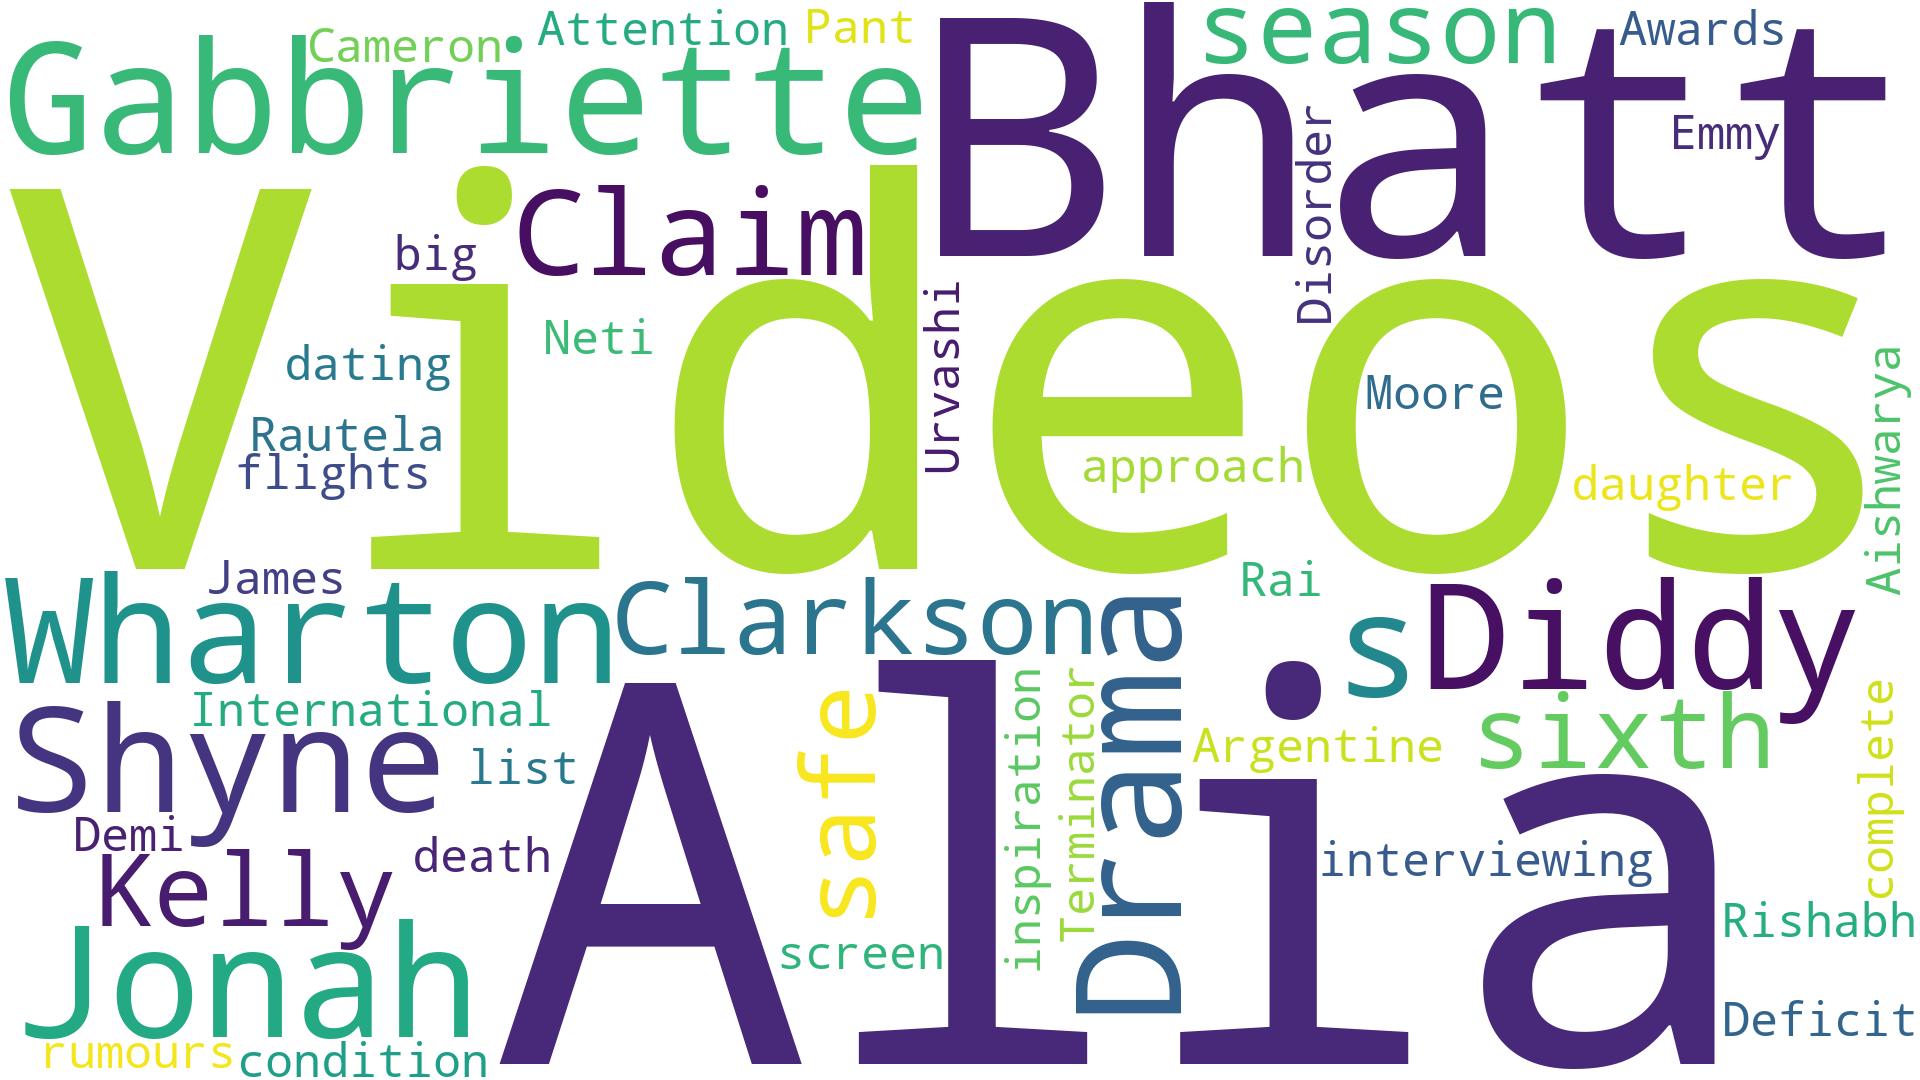 Cameron
Attention
Pant
season
Awards
Gabbriette
Bhatt
Emmy
Disorder
Claim
big
Videos
Neti
Urvashi
dating
Moore
Aishwarya
Rautela
flights
approach
daughter
James
Rai
Wharton
Clarkson
s
Diddy
International
Shyne
list
safe
inspiration
Terminator
Drama
Argentine
sixth
complete
Demi
death
Kelly
Alia
interviewing
screen
Rishabh
Jonah
Deficit
rumours
condition